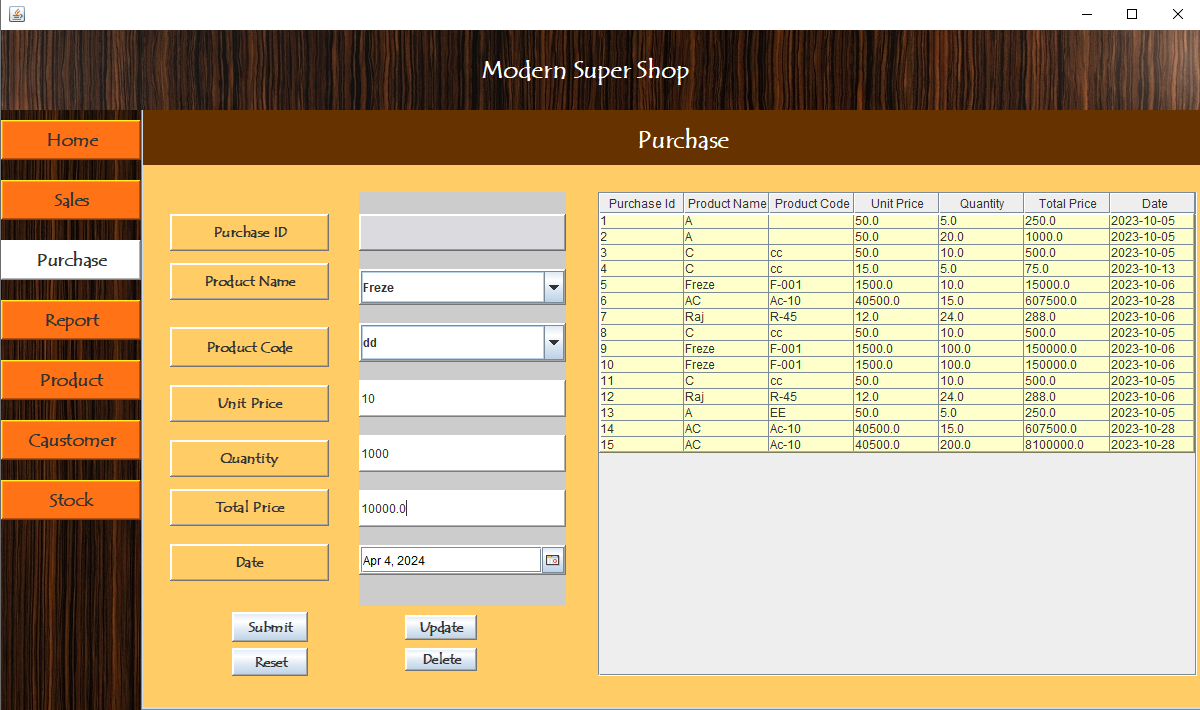 Modern Super Shop
Purchase
Home
Sales
Purchase
Report
Product
Caustomer
Stock
Purchase ID
Product Name Freze
Product Code dd
Unit Price 10
Quantity 1000
Total Price 10000.0
Date Apr 4, 2024
Submit Update
Reset Delete
Purchase Id Product Name Product Code Unit Price Quantity Total Price Date
1 A 50.0 5.0 250.0 2023-10-05
2 A 50.0 20.0 1000.0 2023-10-05
3 C cc 50.0 10.0 500.0 2023-10-05
4 C cc 15.0 5.0 75.0 2023-10-13
5 Freze F-001 1500.0 10.0 15000.0 2023-10-06
6 AC Ac-10 40500.0 15.0 607500.0 2023-10-28
7 Raj R-45 12.0 24.0 288.0 2023-10-06
8 C cc 50.0 10.0 500.0 2023-10-05
9 Freze F-001 1500.0 100.0 150000.0 2023-10-06
10 Freze F-001 1500.0 100.0 150000.0 2023-10-06
11 C cc 50.0 10.0 500.0 2023-10-05
12 Raj R-45 12.0 24.0 288.0 2023-10-06
13 A EE 50.0 5.0 250.0 2023-10-05
14 AC Ac-10 40500.0 15.0 607500.0 2023-10-28
15 AC Ac-10 40500.0 200.0 8100000.0 2023-10-28